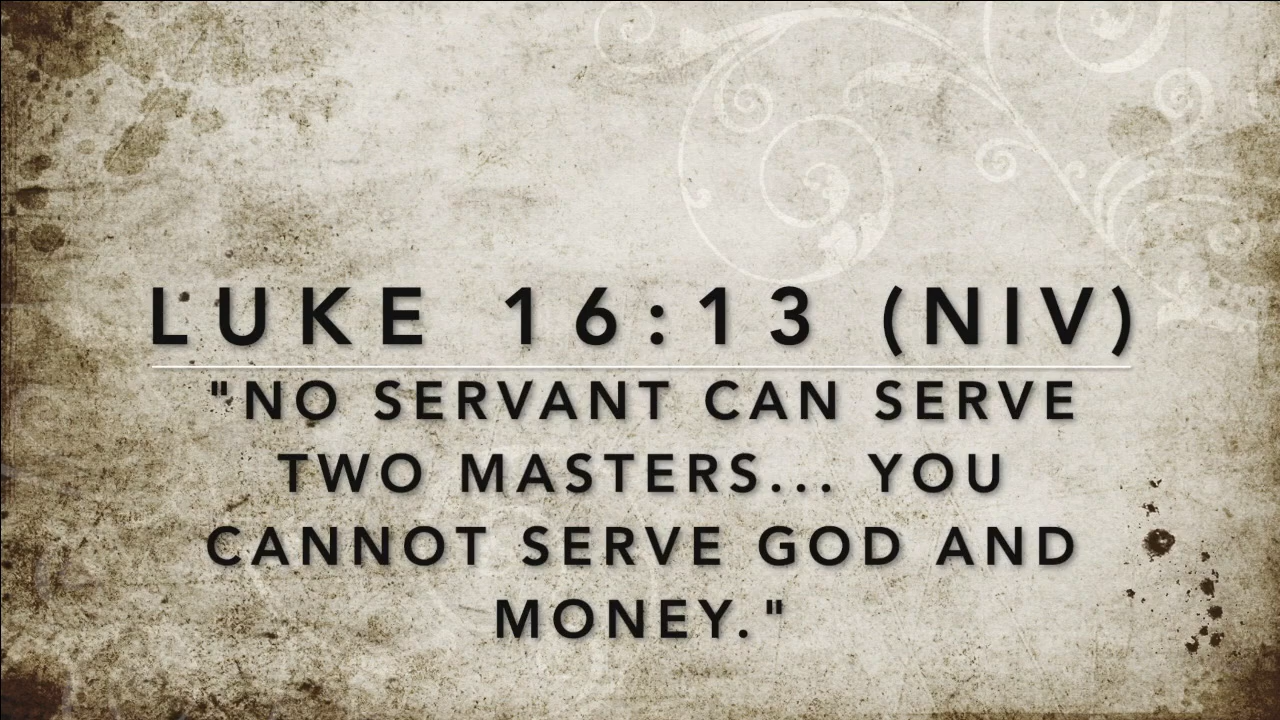 LUKE 16:13 (NIV)
"NO SERVANT CAN SERVE
TWO MASTERS... YOU
CANNOT SERVE GOD AND
MONEY."